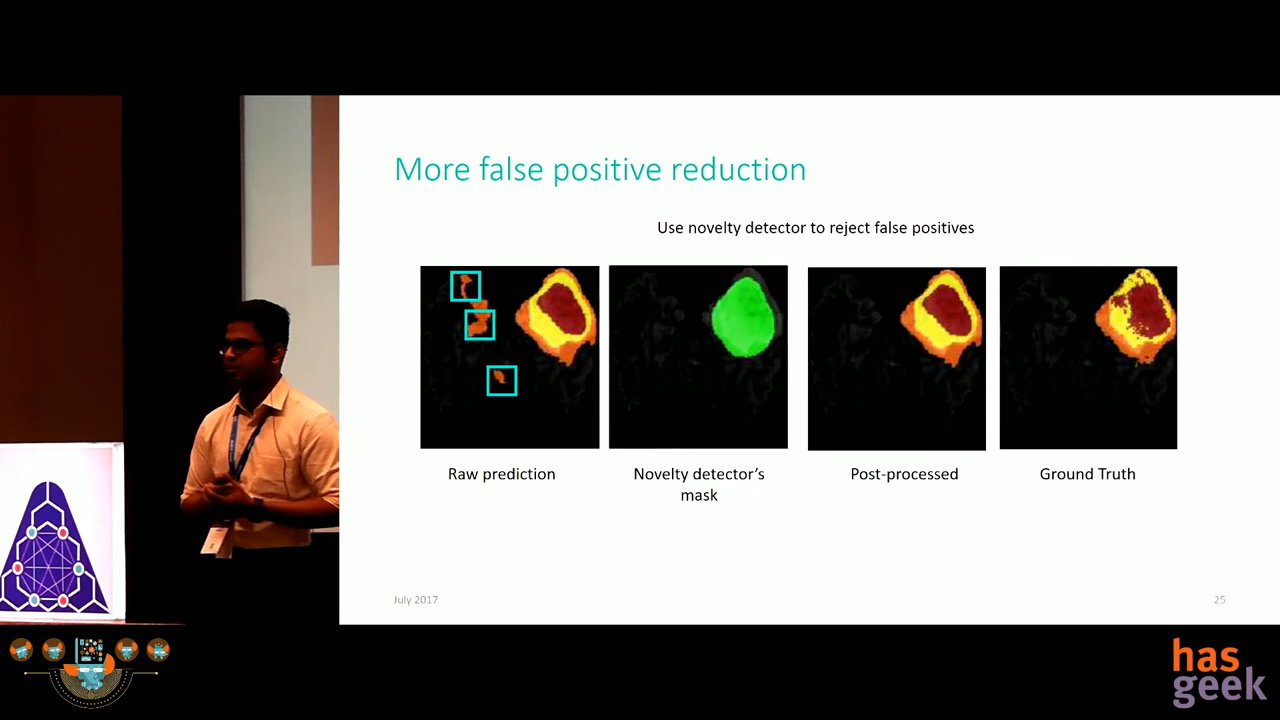 More false positive reduction
Use novelty detector to reject false positives
Raw prediction
Novelty detector's
mask
Post-processed
Ground Truth
July 2017
25
has
geek